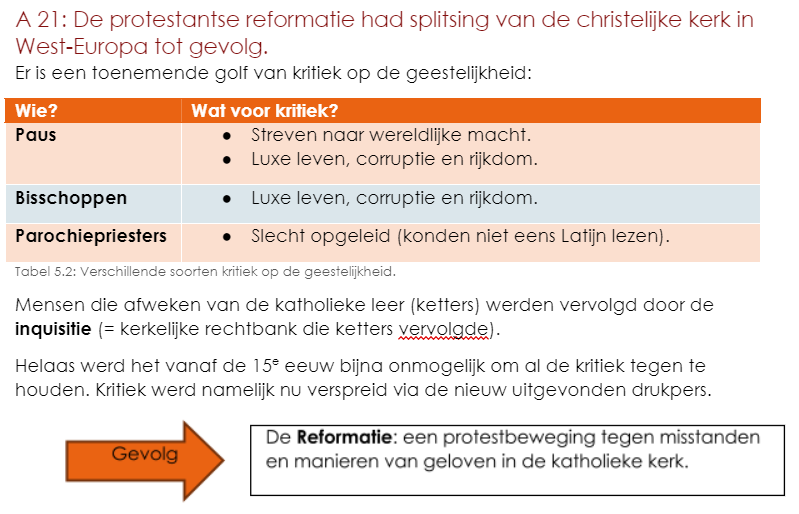 A 21: De protestantse reformatie had splitsing van de christelijke kerk in
West-Europa tot gevolg.
Er is een toenemende golf van kritiek op de geestelijkheid:
Wie? Wat voor kritiek?
Paus • Streven naar wereldlijke macht.
• Luxe leven, corruptie en rijkdom.
Bisschoppen • Luxe leven, corruptie en rijkdom.
Parochiepriesters • Slecht opgeleid (konden niet eens Latijn lezen).
Tabel 5.2: Verschillende soorten kritiek op de geestelijkheid.
Mensen die afweken van de katholieke leer (ketters) werden vervolgd door de
inquisitie (= kerkelijke rechtbank die ketters vervolgde).
Helaas werd het vanaf de 15e eeuw bijna onmogelijk om al de kritiek tegen te
houden. Kritiek werd namelijk nu verspreid via de nieuw uitgevonden drukpers.
Gevolg
De Reformatie: een protestbeweging tegen misstanden
en manieren van geloven in de katholieke kerk.